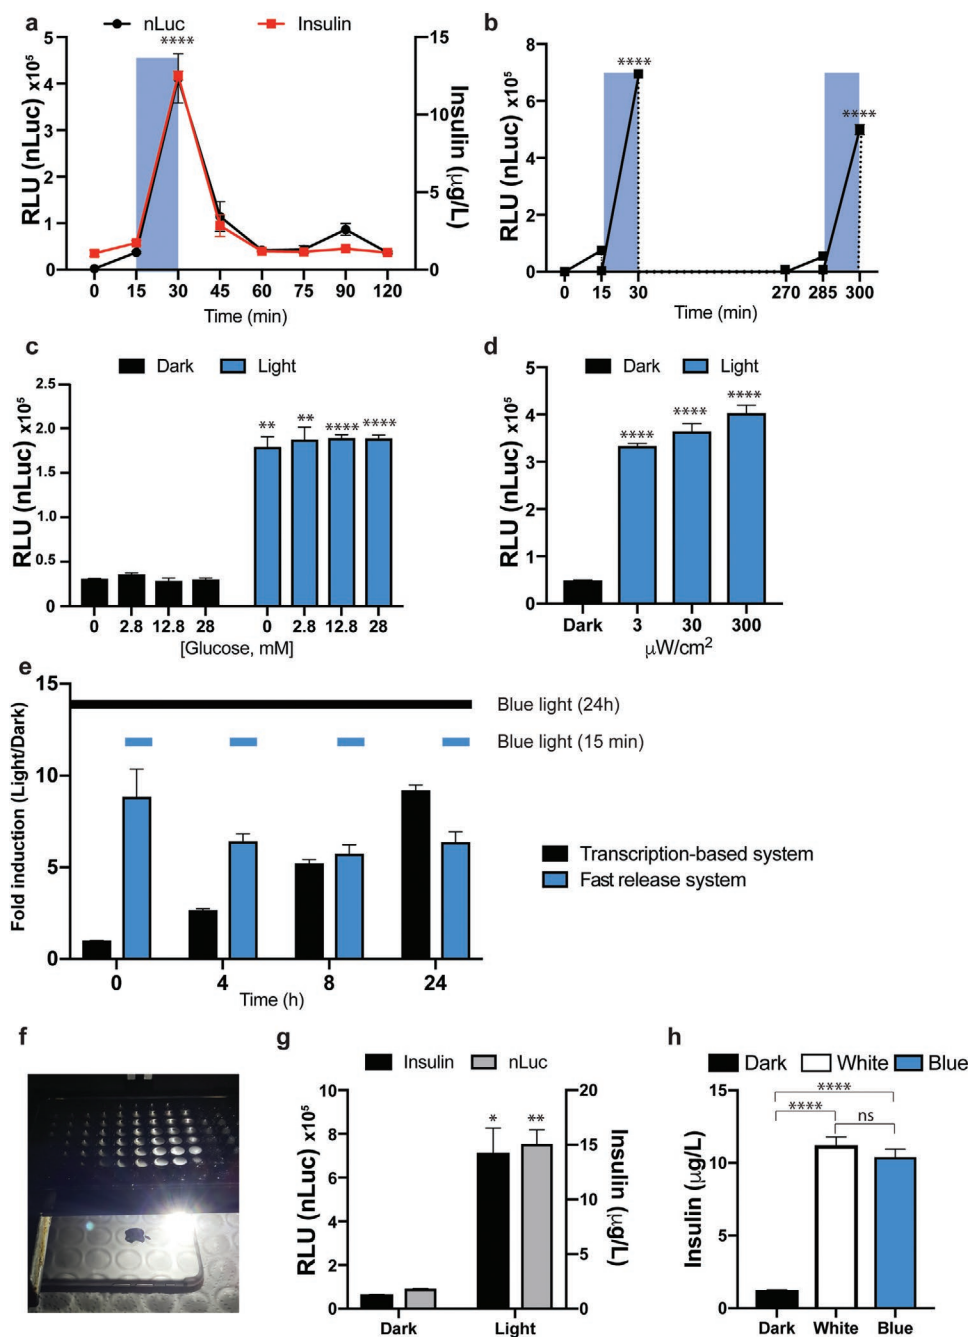 a
nLuc
Insulin
RLU (nLuc) x10⁵
5
4
3
2
1
0
****
15
10
5
0
Insulin (µg/L)
0 15 30 45 60 75 90 120
Time (min)
b
RLU (nLuc) x10⁵
8
6
4
2
0
****
****
0 15 30 270 285 300
Time (min)
c
Dark
Light
RLU (nLuc) x10⁵
2.5
2.0
1.5
1.0
0.5
0
** ** **** ****
0 2.8 12.8 28 0 2.8 12.8 28
[Glucose, mM]
d
Dark
Light
RLU (nLuc) x10⁵
5
4
3
2
1
0
**** **** ****
Dark 3 30 300
µW/cm²
e
Fold induction (Light/Dark)
15
10
5
0
Blue light (24h)
Blue light (15 min)
Transcription-based system
Fast release system
0 4 8 24
Time (h)
f
g
Insulin
nLuc
RLU (nLuc) x10⁵
10
8
6
4
2
0
* **
20
15
10
5
0
Insulin (µg/L)
Dark Light
h
Dark White Blue
Insulin (µg/L)
15
10
5
0
****
****
ns
Dark White Blue